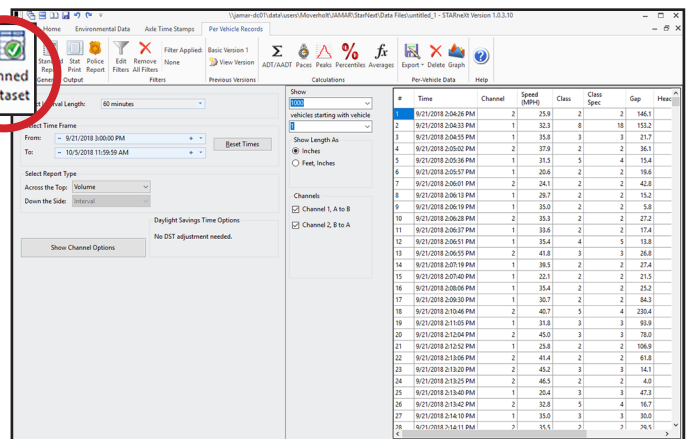 \\jamar-dc01\data\users\Moverholt\JAMAR\StarNext\Data Files\untitled_1 - STARneXt Version 1.0.3.10
Home Environmental Data Axle Time Stamps Per Vehicle Records
nned
taset
Stat Print
Police Report
Edit Filters
Remove All Filters
Filter Applied:
None
Basic Version 1
View Version
ADT/AADT Paces Peaks Percentiles Averages
Export Delete Graph
Output Filters Previous Versions Calculations Per-Vehicle Data Help
Interval Length: 60 minutes
Select Time Frame
From: 9/21/2018 3:00:00 PM
To: 10/5/2018 11:59:59 AM
Reset Times
Select Report Type
Across the Top: Volume
Down the Side: Interval
Daylight Savings Time Options
No DST adjustment needed.
Show Channel Options
Show
1000
vehicles starting with vehicle
1
Show Length As
Inches
Feet, Inches
Channels
Channel 1, A to B
Channel 2, B to A
# Time Channel Speed (MPH) Class Class Spec Gap Head
1 9/21/2018 2:04:26 PM 2 25.9 2 2 146.1
2 9/21/2018 2:04:33 PM 1 32.3 8 18 153.2
3 9/21/2018 2:04:55 PM 1 35.8 3 3 21.7
4 9/21/2018 2:05:02 PM 2 37.9 2 2 36.1
5 9/21/2018 2:05:36 PM 1 31.5 5 4 15.4
6 9/21/2018 2:05:57 PM 1 20.6 2 2 19.6
7 9/21/2018 2:06:01 PM 2 24.1 2 2 42.8
8 9/21/2018 2:06:13 PM 1 29.7 2 2 15.2
9 9/21/2018 2:06:19 PM 1 35.0 2 2 5.8
10 9/21/2018 2:06:28 PM 2 35.3 2 2 27.2
11 9/21/2018 2:06:37 PM 1 33.6 2 2 17.4
12 9/21/2018 2:06:51 PM 1 35.4 4 5 13.8
13 9/21/2018 2:06:55 PM 2 41.8 3 3 26.8
14 9/21/2018 2:07:19 PM 1 39.5 2 2 27.4
15 9/21/2018 2:07:40 PM 1 22.1 2 2 21.5
16 9/21/2018 2:08:06 PM 1 35.4 2 2 25.2
17 9/21/2018 2:09:30 PM 1 30.7 2 2 84.3
18 9/21/2018 2:10:46 PM 2 40.7 5 4 230.4
19 9/21/2018 2:11:05 PM 1 31.8 3 3 93.9
20 9/21/2018 2:12:04 PM 2 45.0 3 3 78.0
21 9/21/2018 2:12:52 PM 1 25.8 2 2 106.9
22 9/21/2018 2:13:06 PM 2 41.4 2 2 61.8
23 9/21/2018 2:13:20 PM 2 45.2 3 3 14.1
24 9/21/2018 2:13:25 PM 2 46.5 2 2 4.0
25 9/21/2018 2:13:40 PM 1 20.4 3 3 47.3
26 9/21/2018 2:13:42 PM 2 32.8 5 4 16.7
27 9/21/2018 2:14:10 PM 1 35.0 3 3 30.0
28 9/21/2018 2:14:11 PM 2 35.5 2 2 29.5